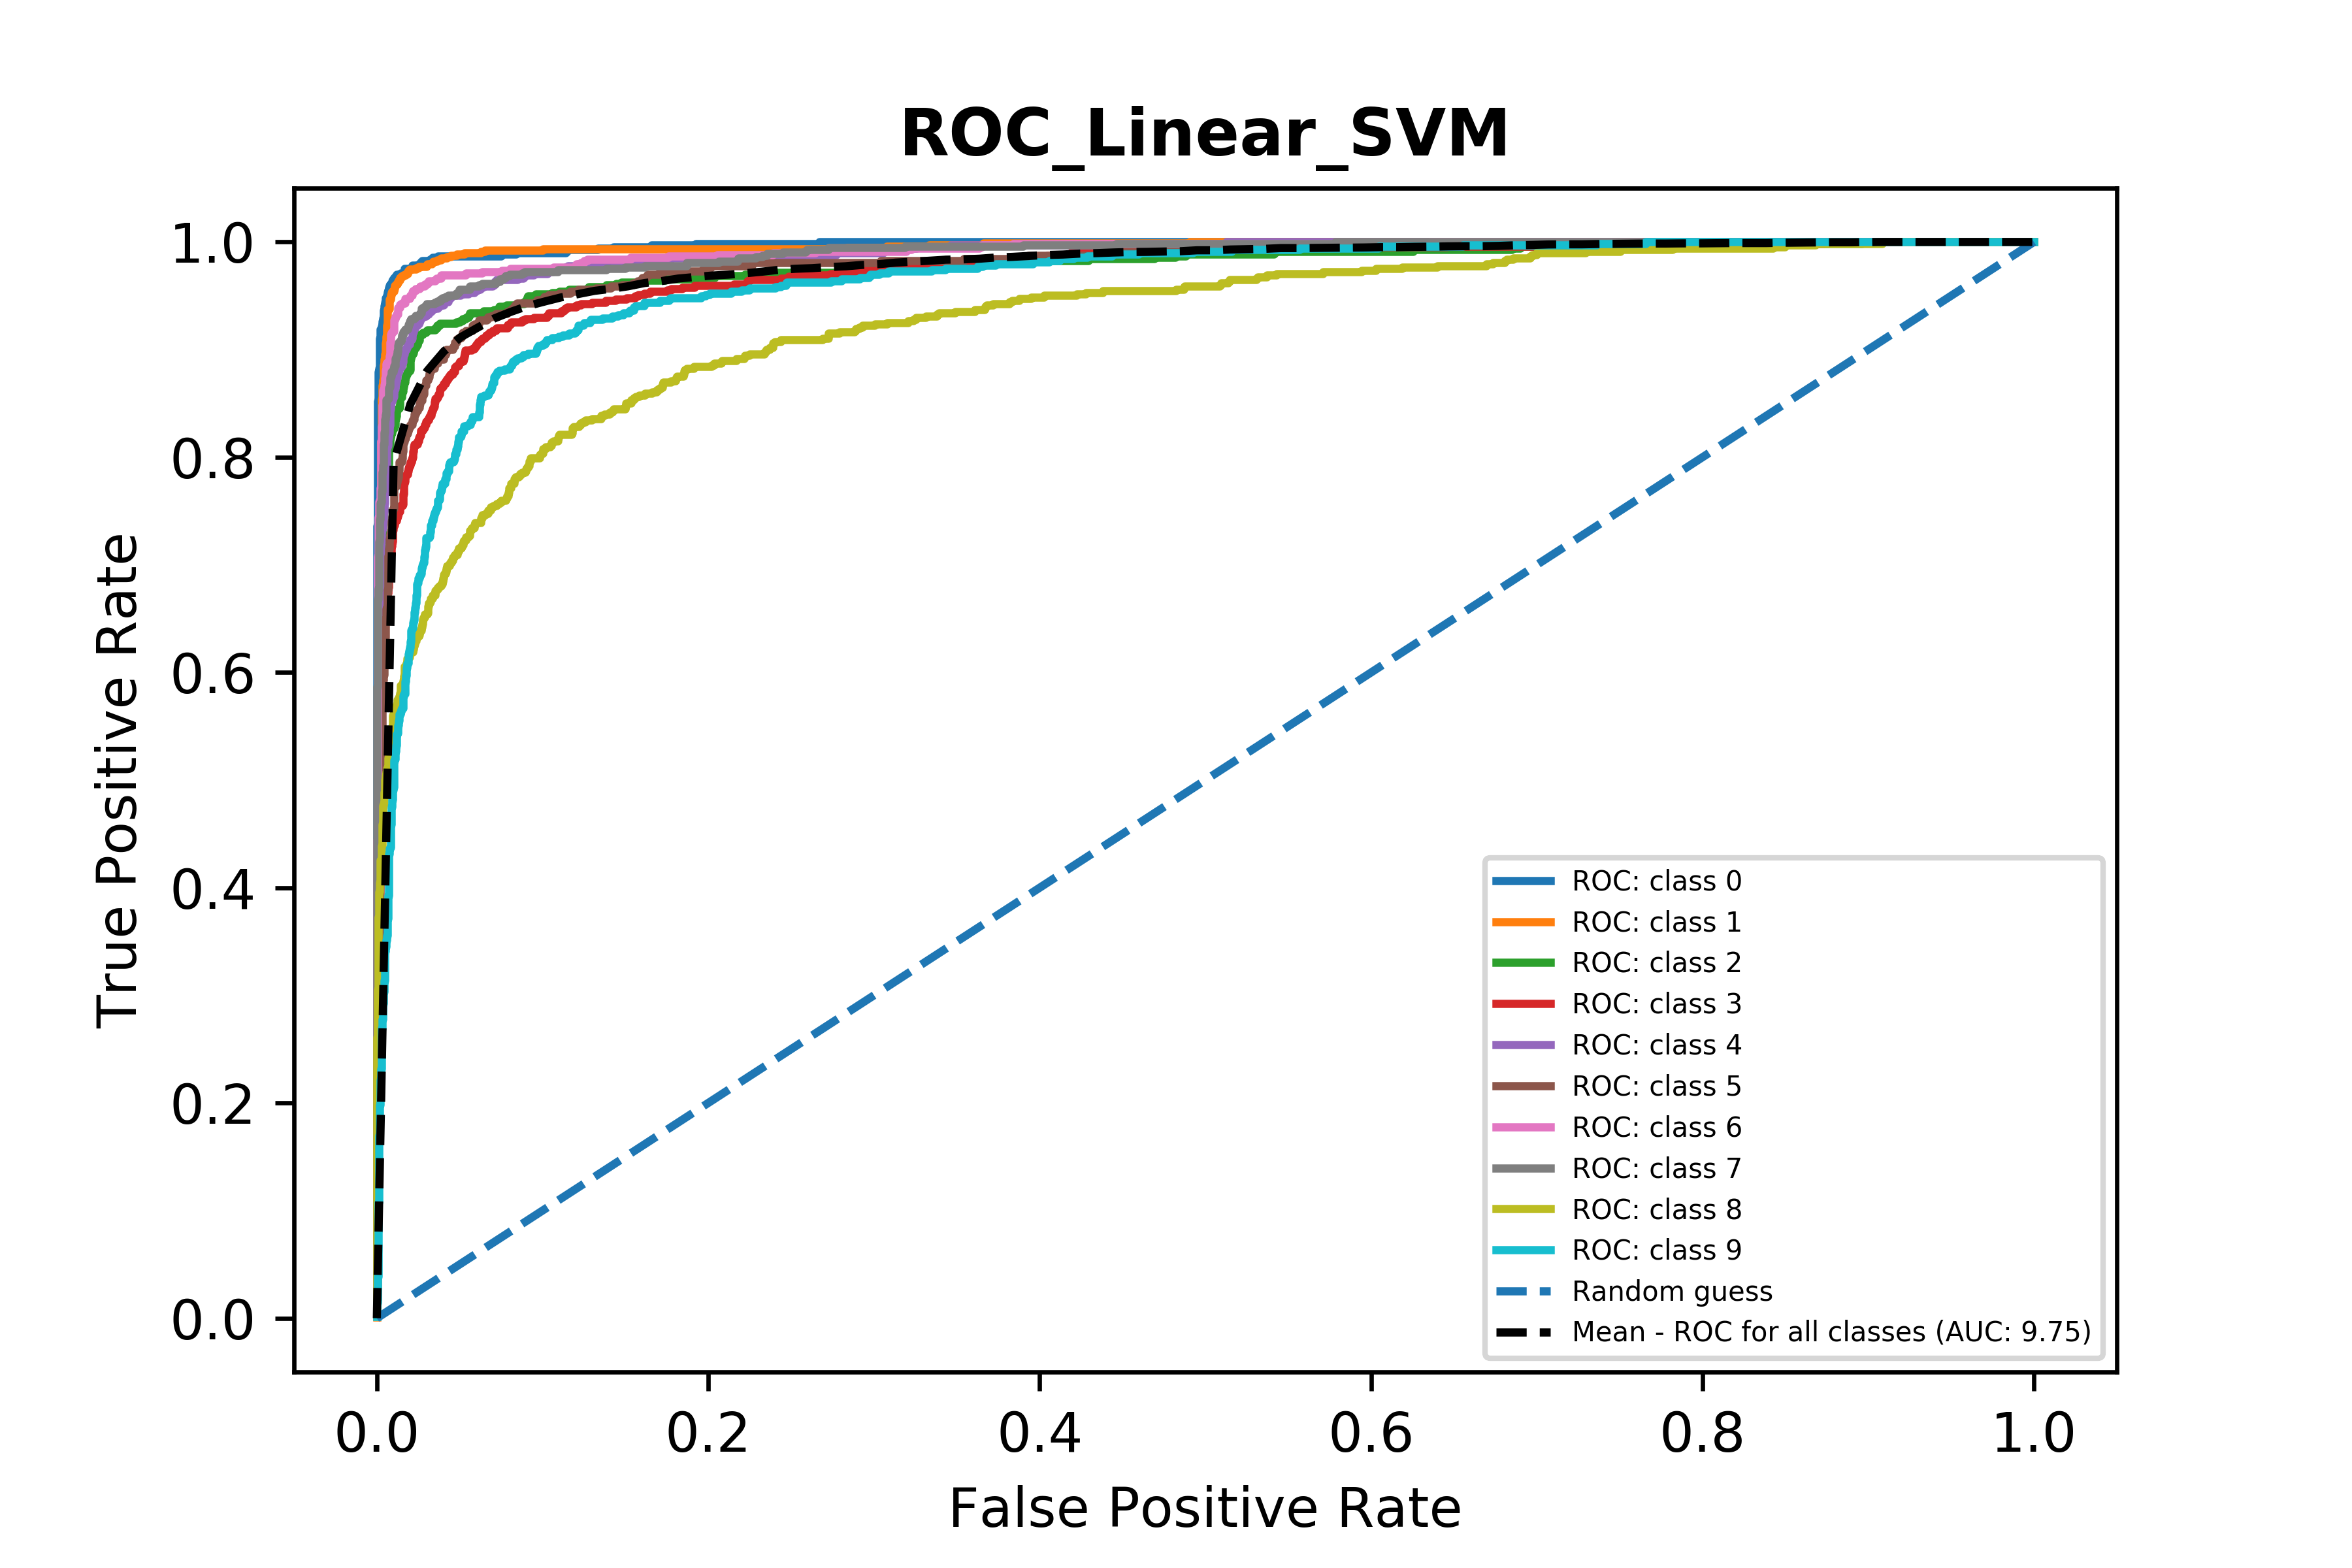 ROC_Linear_SVM
True Positive Rate
1.0
0.8
0.6
0.4
0.2
0.0
ROC: class 0
ROC: class 1
ROC: class 2
ROC: class 3
ROC: class 4
ROC: class 5
ROC: class 6
ROC: class 7
ROC: class 8
ROC: class 9
Random guess
Mean - ROC for all classes (AUC: 9.75)
0.0 0.2 0.4 0.6 0.8 1.0
False Positive Rate